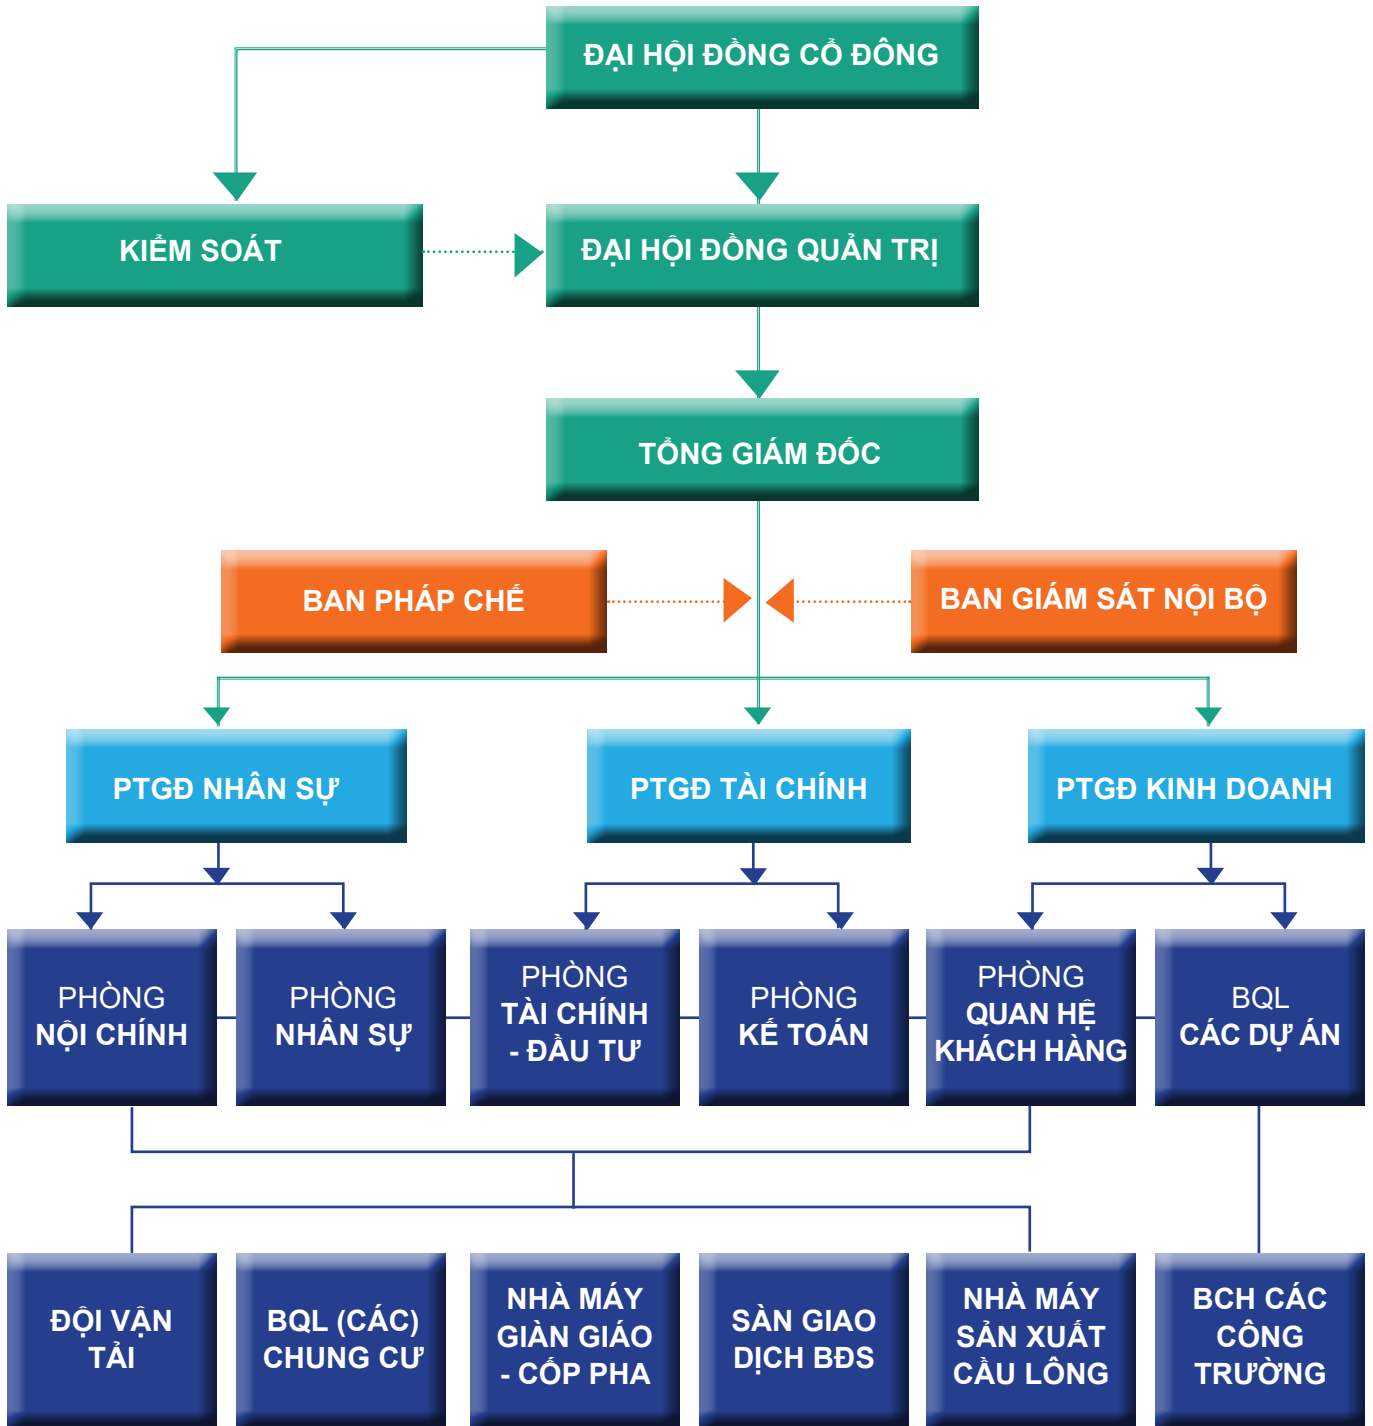 ĐẠI HỘI ĐỒNG CỔ ĐÔNG
KIỂM SOÁT
ĐẠI HỘI ĐỒNG QUẢN TRỊ
TỔNG GIÁM ĐỐC
BAN PHÁP CHẾ
BAN GIÁM SÁT NỘI BỘ
PTGĐ NHÂN SỰ
PTGĐ TÀI CHÍNH
PTGĐ KINH DOANH
PHÒNG
NỘI CHÍNH
PHÒNG
NHÂN SỰ
PHÒNG
TÀI CHÍNH
- ĐẦU TƯ
PHÒNG
KẾ TOÁN
PHÒNG
QUAN HỆ
KHÁCH HÀNG
BQL
CÁC DỰ ÁN
ĐỘI VẬN
TẢI
BQL (CÁC)
CHUNG CƯ
NHÀ MÁY
GIÀN GIÁO
- CỐP PHA
SÀN GIAO
DỊCH BĐS
NHÀ MÁY
SẢN XUẤT
CẦU LÔNG
BCH CÁC
CÔNG
TRƯỜNG